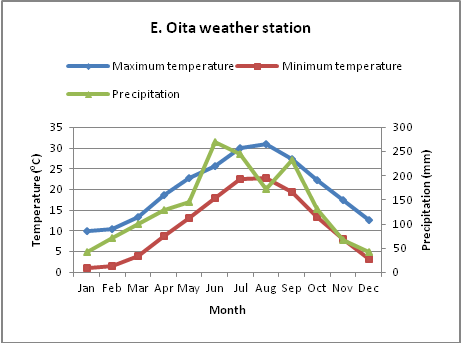 E. Oita weather station
Maximum temperature Minimum temperature
Precipitation
Temperature (°C)
35
30
25
20
15
10
5
0
300
250
200
150
100
50
0
Precipitation (mm)
Jan Feb Mar Apr May Jun Jul Aug Sep Oct Nov Dec
Month